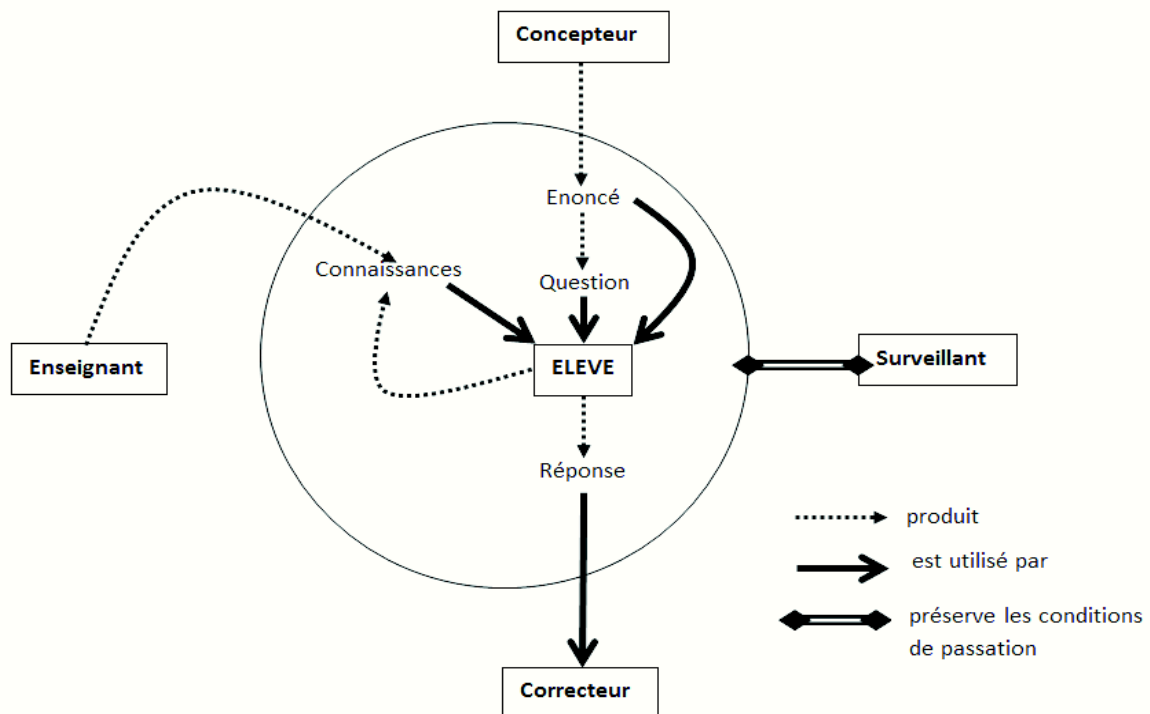 Concepteur
Enoncé
Connaissances
Question
Enseignant
ELEVE
Surveillant
Réponse
produit
est utilisé par
préserve les conditions
de passation
Correcteur